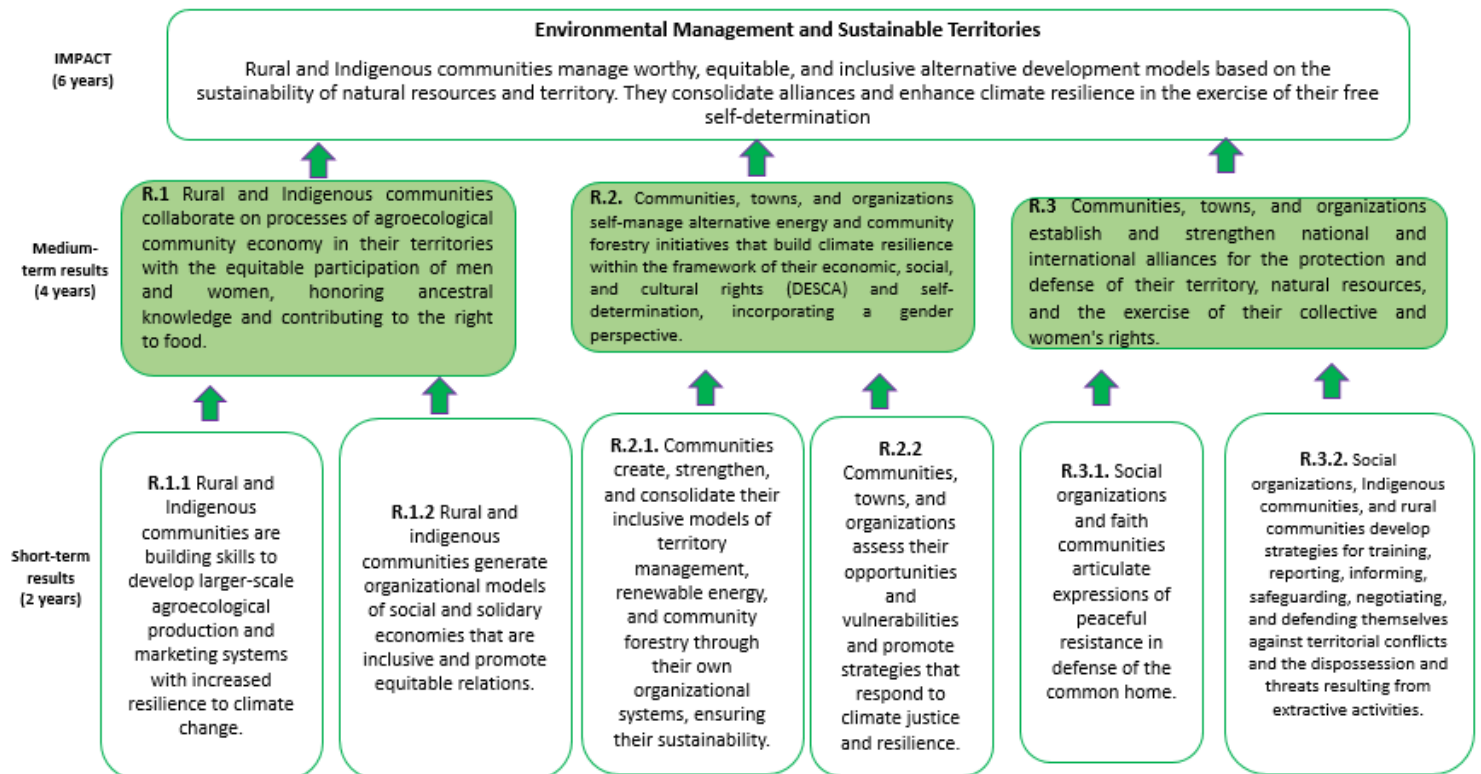 Environmental Management and Sustainable Territories
IMPACT
(6 years)
Rural and Indigenous communities manage worthy, equitable, and inclusive alternative development models based on the
sustainability of natural resources and territory. They consolidate alliances and enhance climate resilience in the exercise of their free
self-determination
Medium-
term results
(4 years)
R.1 Rural and Indigenous communities
collaborate on processes of agroecological
community economy in their territories
with the equitable participation of men
and women, honoring ancestral
knowledge and contributing to the right
to food.
R.2. Communities, towns, and organizations
self-manage alternative energy and community
forestry initiatives that build climate resilience
within the framework of their economic, social,
and cultural rights (DESCA) and self-
determination, incorporating a gender
perspective.
R.3 Communities, towns, and organizations
establish and strengthen national and
international alliances for the protection and
defense of their territory, natural resources,
and the exercise of their collective and
women's rights.
Short-term
results
(2 years)
R.1.1 Rural and
Indigenous
communities are
building skills to
develop larger-scale
agroecological
production and
marketing systems
with increased
resilience to climate
change.
R.1.2 Rural and
indigenous
communities generate
organizational models
of social and solidary
economies that are
inclusive and promote
equitable relations.
R.2.1. Communities
create, strengthen,
and consolidate their
inclusive models of
territory
management,
renewable energy,
and community
forestry through
their own
organizational
systems, ensuring
their sustainability.
R.2.2
Communities,
towns, and
organizations
assess their
opportunities
and
vulnerabilities
and promote
strategies that
respond to
climate justice
and resilience.
R.3.1. Social
organizations
and faith
communities
articulate
expressions of
peaceful
resistance in
defense of the
common home.
R.3.2. Social
organizations, Indigenous
communities, and rural
communities develop
strategies for training,
reporting, informing,
safeguarding, negotiating,
and defending themselves
against territorial conflicts
and the dispossession and
threats resulting from
extractive activities.